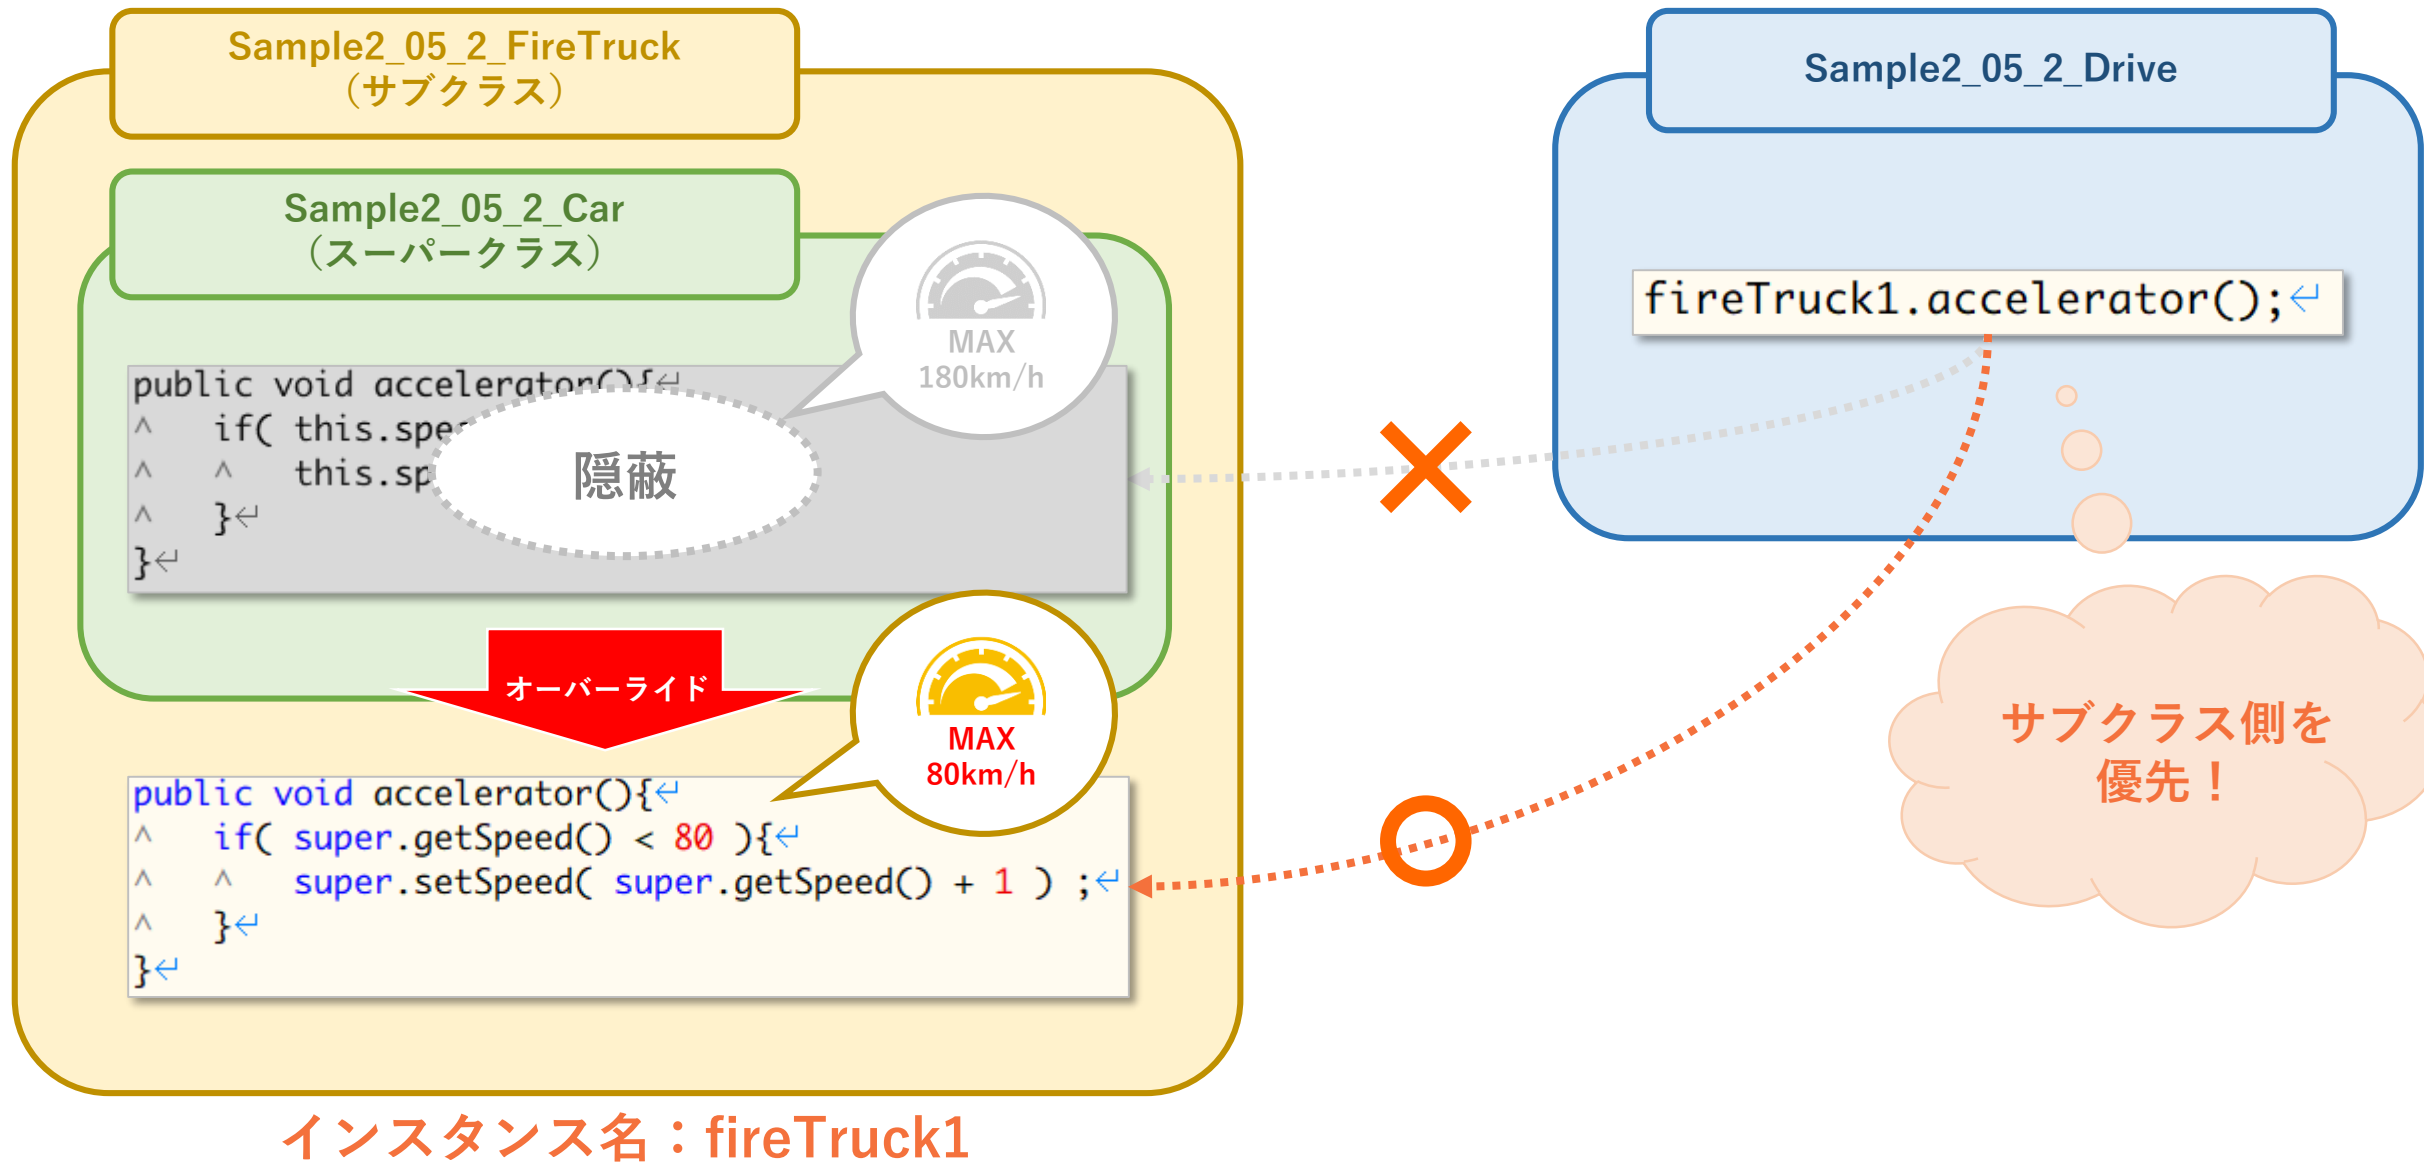 Sample2_05_2_FireTruck
（サブクラス）
Sample2_05_2_Car
（スーパークラス）
MAX
180km/h
public void accelerator(){↵
^ if( this.spe
^ ^ this.sp
^ }↵
}↵
隠蔽
オーバーライド
MAX
80km/h
public void accelerator(){↵
^ if( super.getSpeed() < 80 ){↵
^ ^ super.setSpeed( super.getSpeed() + 1 ) ;↵
^ }↵
}↵
インスタンス名：fireTruck1
Sample2_05_2_Drive
fireTruck1.accelerator();↵
サブクラス側を
優先！